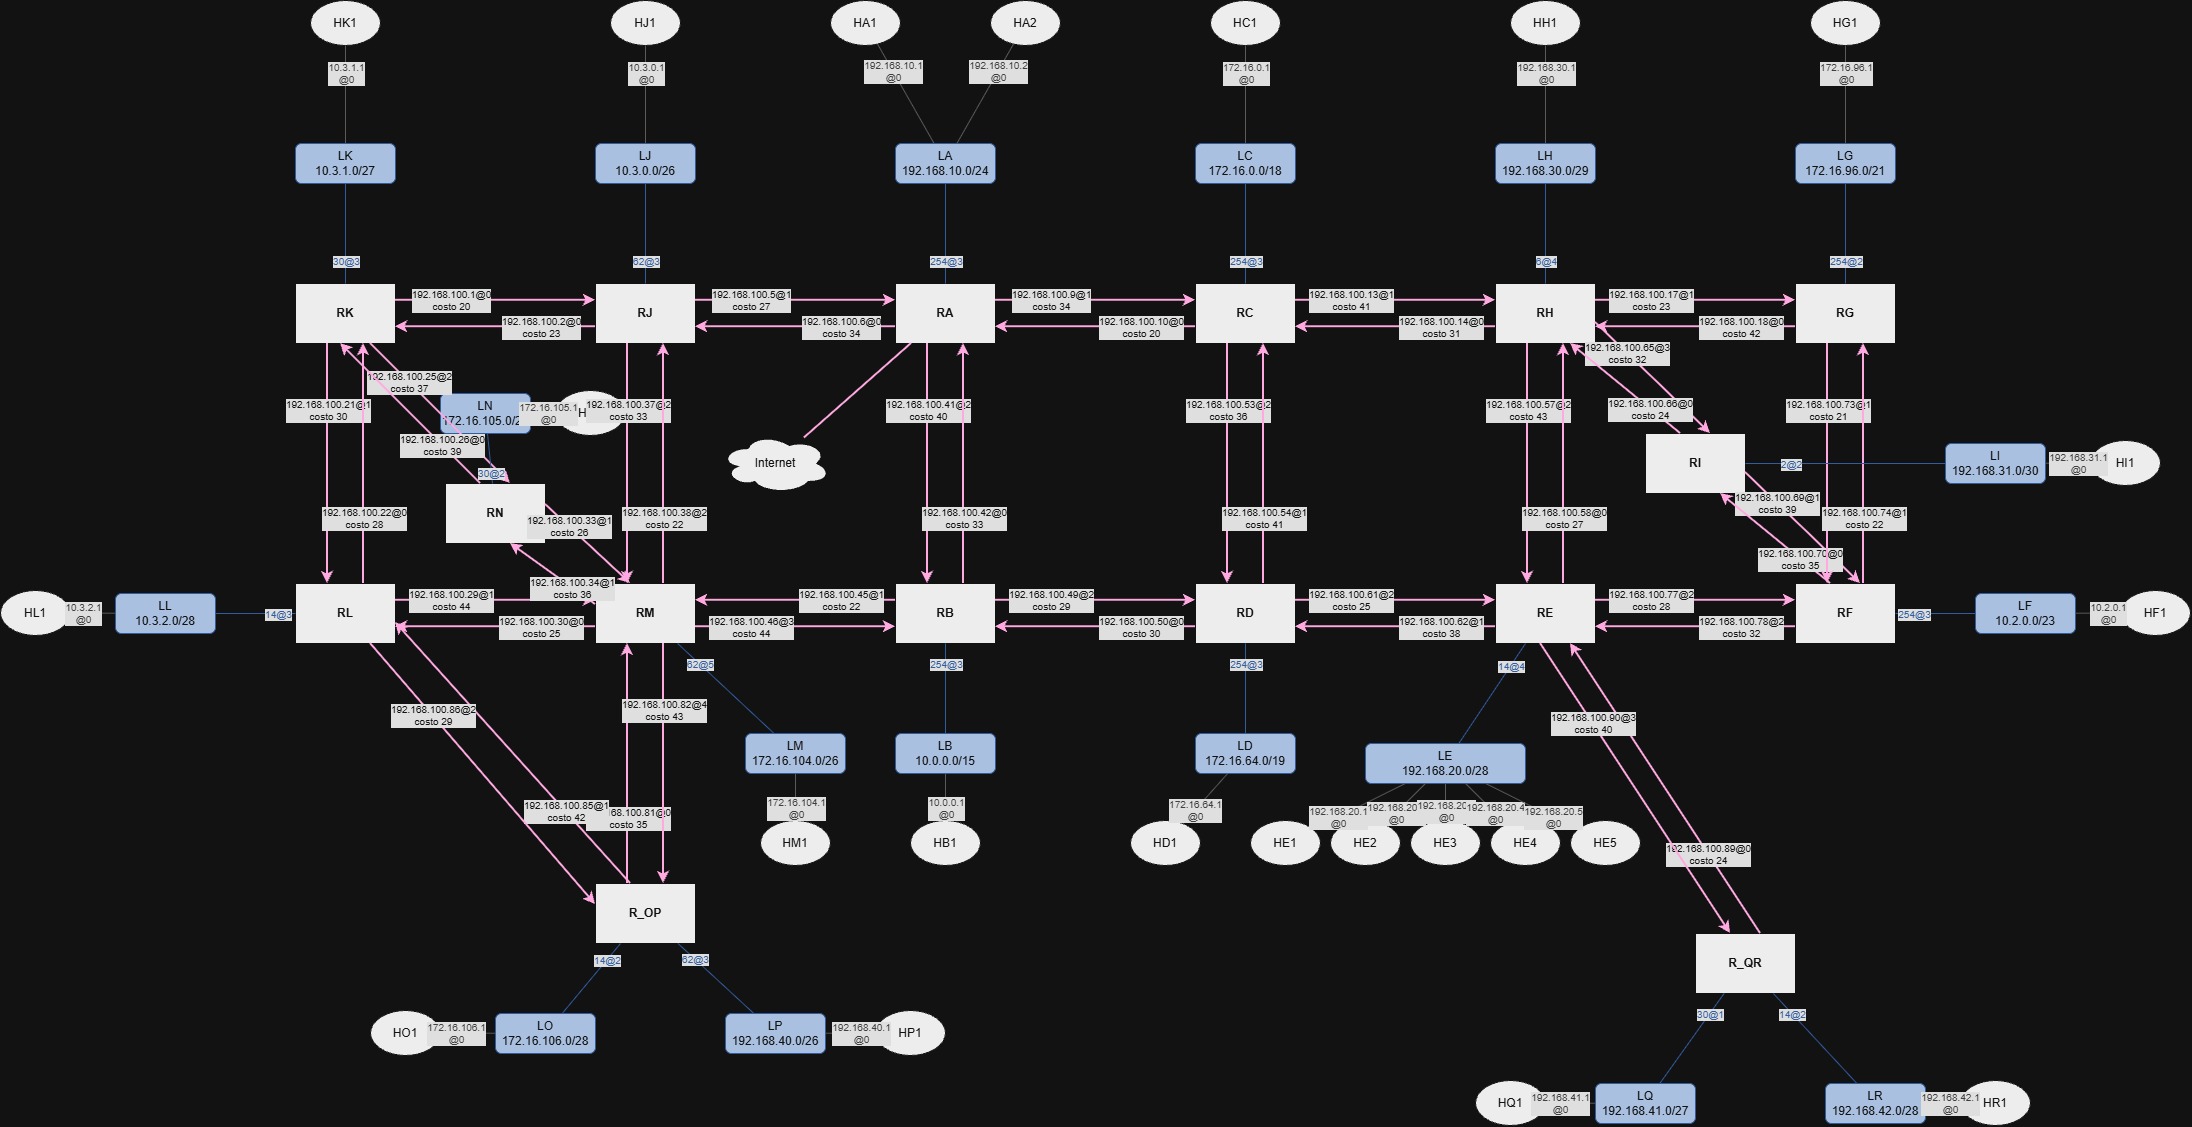 HK1
HJ1
HA1
HA2
HC1
HH1
HG1
10.3.1.1
@0
10.3.0.1
@0
192.168.10.1
@0
192.168.10.2
@0
172.16.0.1
@0
192.168.30.1
@0
172.16.96.1
@0
LK
10.3.1.0/27
LJ
10.3.0.0/26
LA
192.168.10.0/24
LC
172.16.0.0/18
LH
192.168.30.0/29
LG
172.16.96.0/21
30@3
62@3
254@3
254@3
6@4
254@2
RK
192.168.100.1@0
costo 20
192.168.100.2@0
costo 23
RJ
192.168.100.5@1
costo 27
192.168.100.6@0
costo 34
RA
192.168.100.9@1
costo 34
192.168.100.10@0
costo 20
RC
192.168.100.13@1
costo 41
192.168.100.14@0
costo 31
RH
192.168.100.17@1
costo 23
192.168.100.18@0
costo 42
RG
192.168.100.65@3
costo 32
192.168.100.25@2
costo 37
192.168.100.21@1
costo 30
LN
172.16.105.0/2
172.16.105.1
@0
H
192.168.100.37@2
costo 33
192.168.100.41@2
costo 40
192.168.100.53@2
costo 36
192.168.100.57@2
costo 43
192.168.100.66@0
costo 24
192.168.100.73@1
costo 21
192.168.100.26@0
costo 39
30@2
Internet
RI
2@2
LI
192.168.31.0/30
192.168.31.1
@0
HI1
192.168.100.22@0
costo 28
RN
192.168.100.33@1
costo 26
192.168.100.38@2
costo 22
192.168.100.42@0
costo 33
192.168.100.54@1
costo 41
192.168.100.58@0
costo 27
192.168.100.69@1
costo 39
192.168.100.74@1
costo 22
192.168.100.70@0
costo 35
192.168.100.34@1
costo 36
HL1
10.3.2.1
@0
LL
10.3.2.0/28
14@3
RL
192.168.100.29@1
costo 44
192.168.100.30@0
costo 25
RM
192.168.100.45@1
costo 22
192.168.100.46@3
costo 44
RB
192.168.100.49@2
costo 29
192.168.100.50@0
costo 30
RD
192.168.100.61@2
costo 25
192.168.100.62@1
costo 38
RE
192.168.100.77@2
costo 28
192.168.100.78@2
costo 32
RF
254@3
LF
10.2.0.0/23
10.2.0.1
@0
HF1
62@5
254@3
254@3
14@4
192.168.100.86@2
costo 29
192.168.100.82@4
costo 43
192.168.100.90@3
costo 40
LM
172.16.104.0/26
LB
10.0.0.0/15
LD
172.16.64.0/19
LE
192.168.20.0/28
172.16.104.1
@0
10.0.0.1
@0
172.16.64.1
@0
192.168.20.1
@0
192.168.20
@0
192.168.20
@0
192.168.20.4
@0
192.168.20.5
@0
192.168.100.85@1
costo 42
168.100.81@0
costo 35
HM1
HB1
HD1
HE1
HE2
HE3
HE4
HE5
192.168.100.89@0
costo 24
R_OP
14@2
62@3
R_QR
30@1
14@2
HO1
172.16.106.1
@0
LO
172.16.106.0/28
LP
192.168.40.0/26
192.168.40.1
@0
HP1
HQ1
192.168.41.1
@0
LQ
192.168.41.0/27
LR
192.168.42.0/28
192.168.42.1
@0
HR1